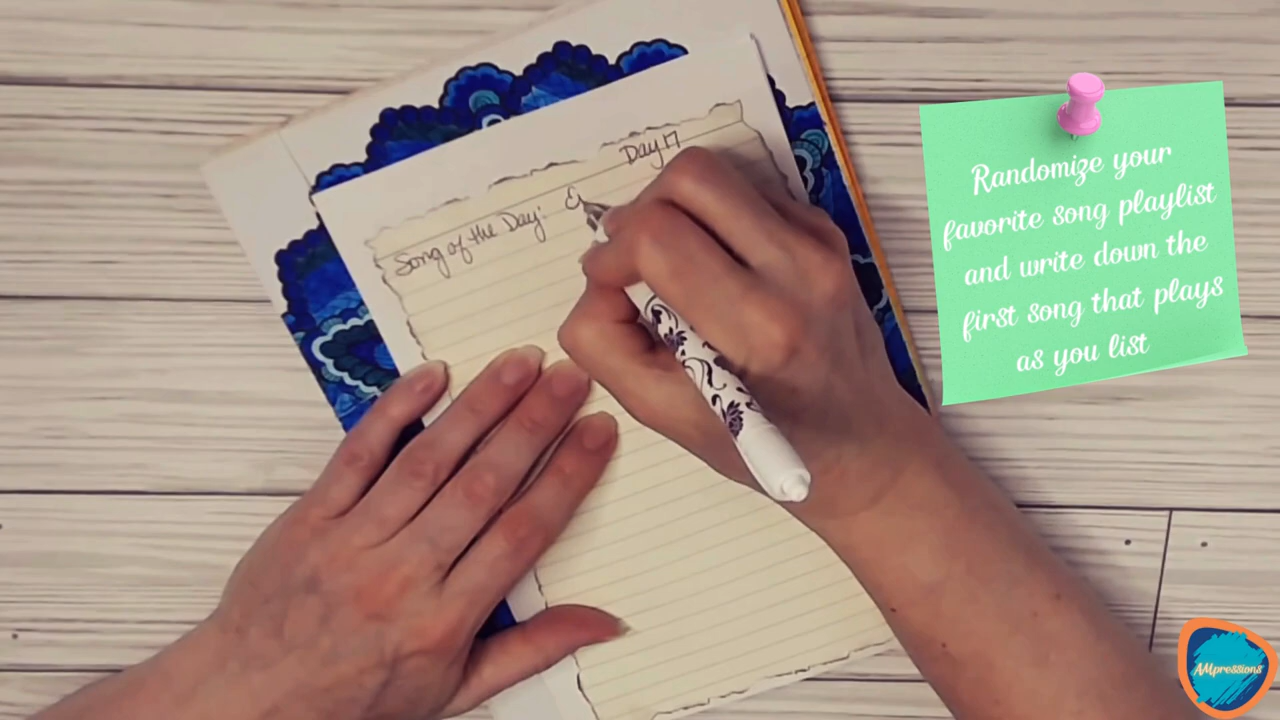 Day 17
Song of the Day:
Randomize your
favorite song playlist
and write down the
first song that plays
as you list
AMpressions